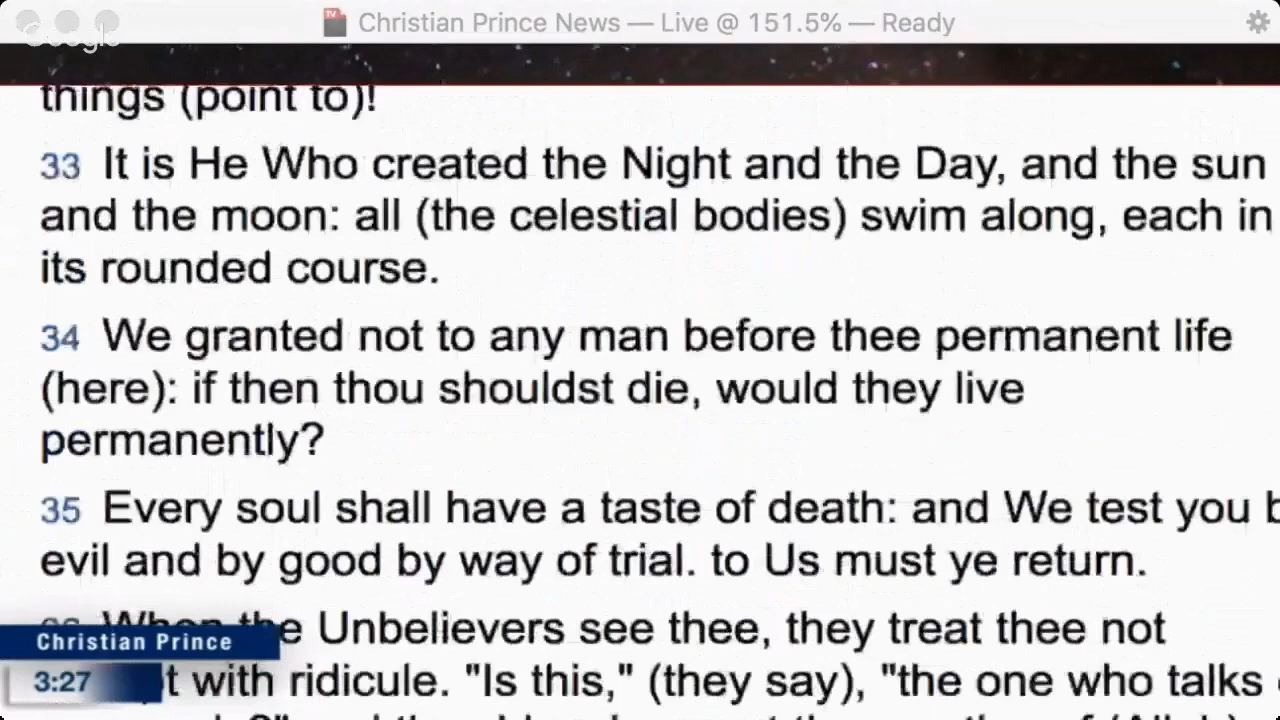 Christian Prince News — Live @ 151.5% — Ready
Google
things (point to)!
33 It is He Who created the Night and the Day, and the sun
and the moon: all (the celestial bodies) swim along, each in
its rounded course.
34 We granted not to any man before thee permanent life
(here): if then thou shouldst die, would they live
permanently?
35 Every soul shall have a taste of death: and We test you
evil and by good by way of trial. to Us must ye return.
When the Unbelievers see thee, they treat thee not
Christian Prince
with ridicule. "Is this," (they say), "the one who talks
3:27